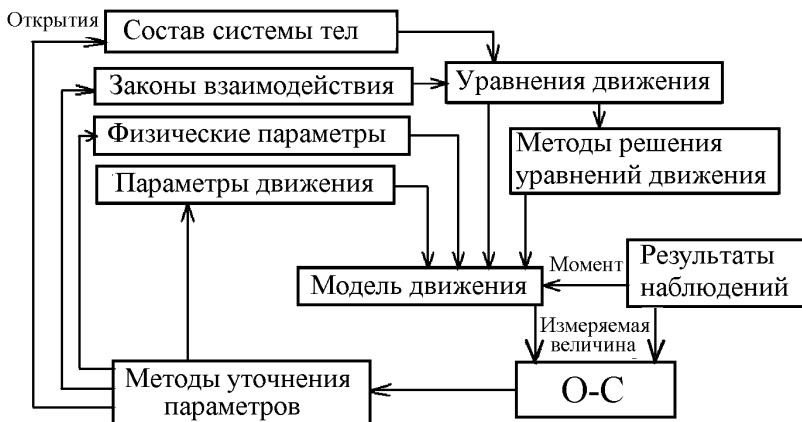 Открытия
Состав системы тел
Законы взаимодействия
Уравнения движения
Физические параметры
Методы решения
уравнений движения
Параметры движения
Момент
Результаты
наблюдений
Модель движения
Измеряемая
величина
Методы уточнения
параметров
О-С